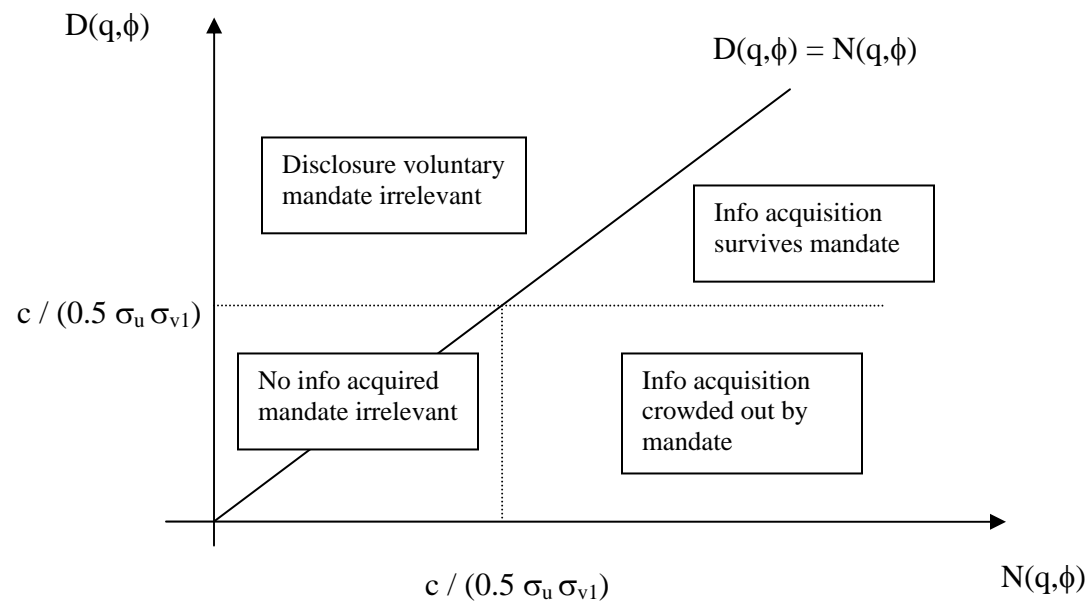 D(q,ϕ)
D(q,ϕ) = N(q,ϕ)
Disclosure voluntary
mandate irrelevant
Info acquisition
survives mandate
c / (0.5 σu σv1)
No info acquired
mandate irrelevant
Info acquisition
crowded out by
mandate
c / (0.5 σu σv1)
N(q,ϕ)